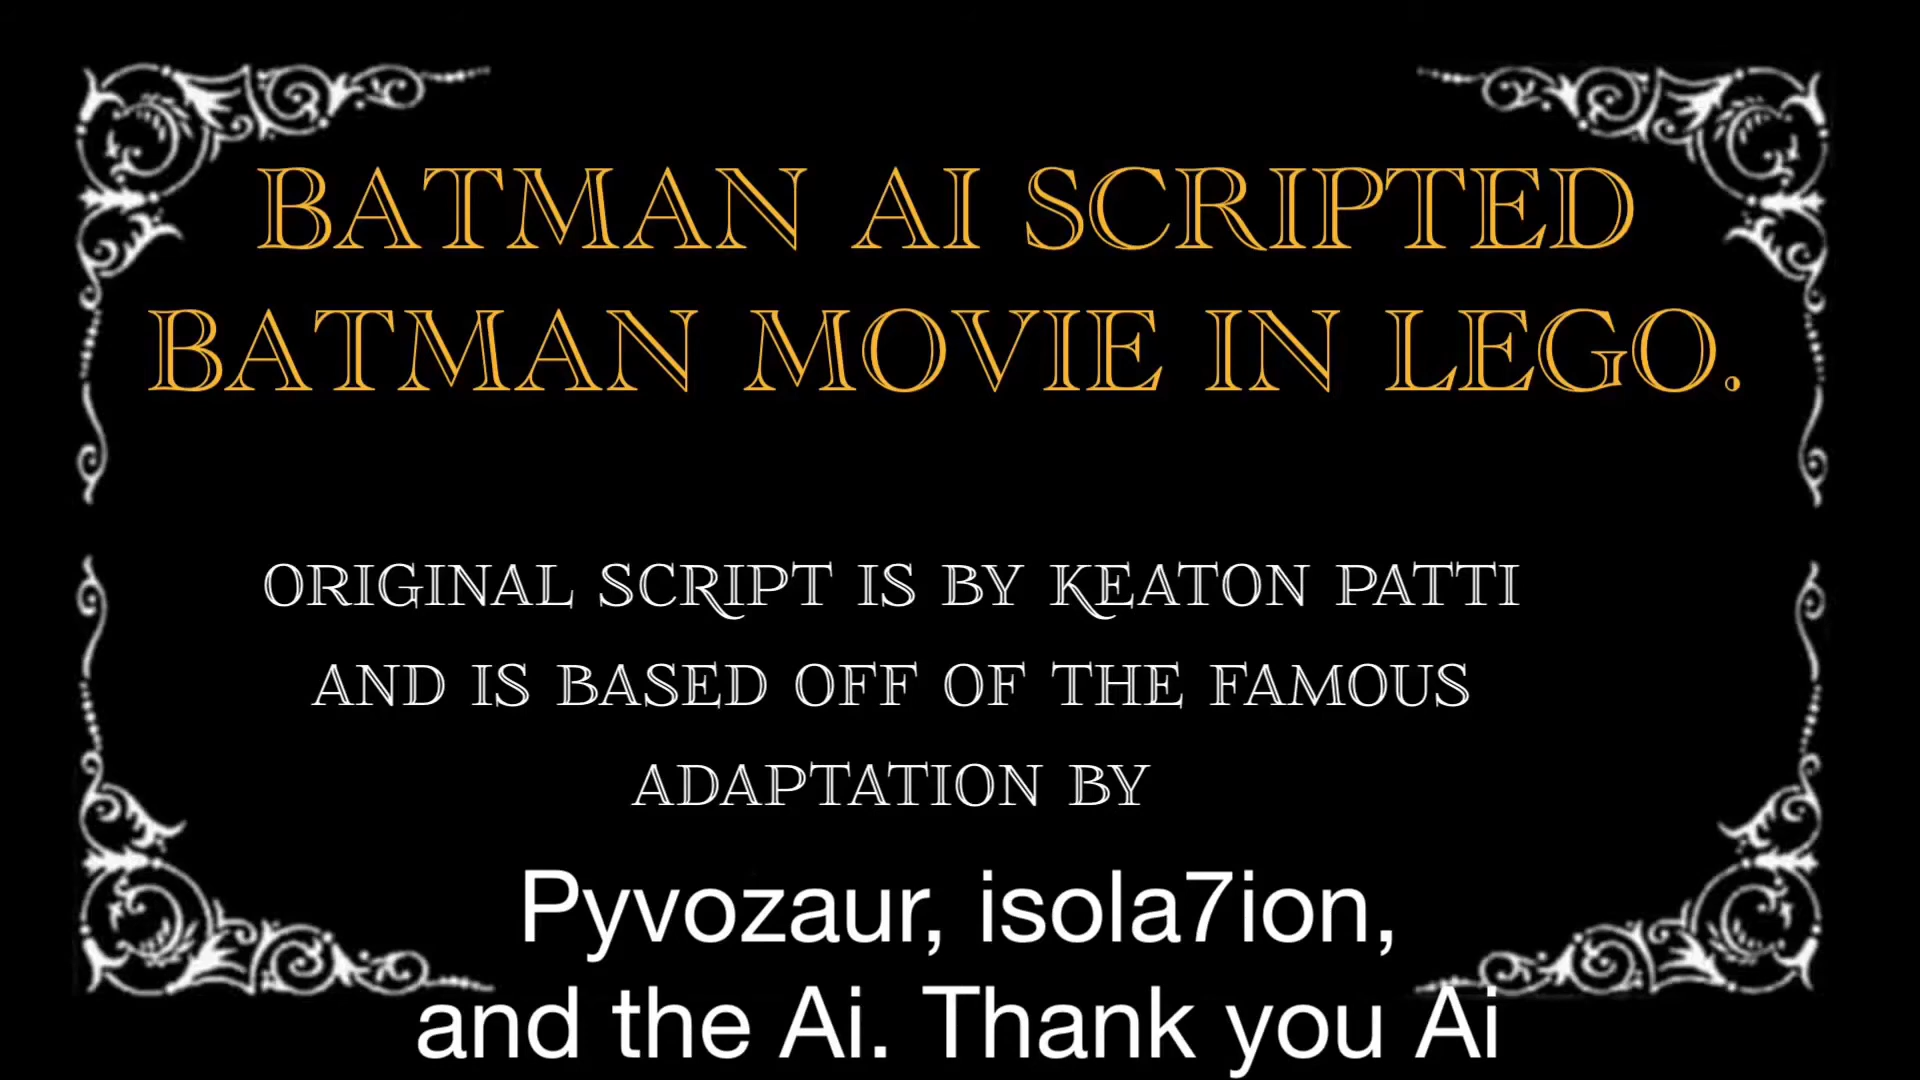 BATMAN AI SCRIPTED
BATMAN MOVIE IN LEGO.
ORIGINAL SCRIPT IS BY KEATON PATTI
AND IS BASED OFF OF THE FAMOUS
ADAPTATION BY
Pyvozaur, isola7ion,
and the Ai. Thank you Ai